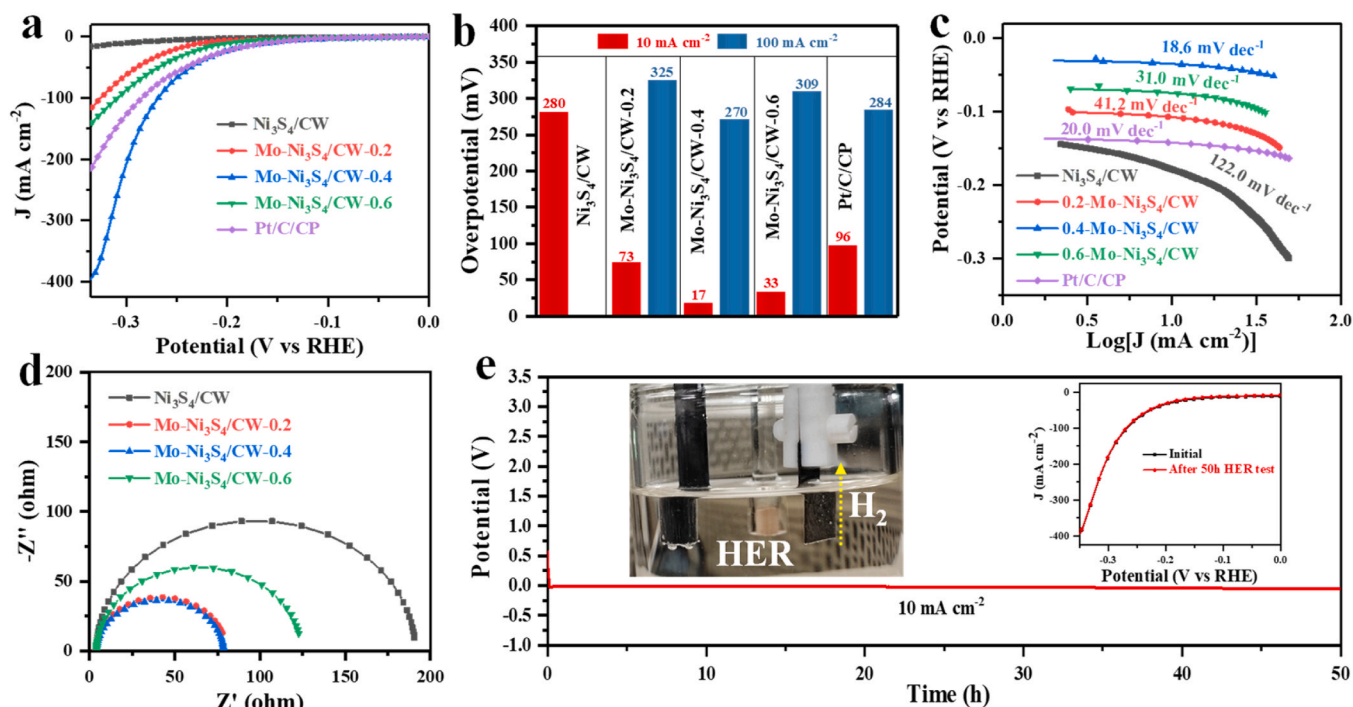 a
0
-100
-200
-300
-400
J (mA cm⁻²)
-0.3
-0.2
-0.1
0.0
Potential (V vs RHE)
Ni₃S₄/CW
Mo-Ni₃S₄/CW-0.2
Mo-Ni₃S₄/CW-0.4
Mo-Ni₃S₄/CW-0.6
Pt/C/CP
b
10 mA cm⁻²
100 mA cm⁻²
Overpotential (mV)
400
350
300
250
200
150
100
50
0
280
Ni₃S₄/CW
73
325
Mo-Ni₃S₄/CW-0.2
17
270
Mo-Ni₃S₄/CW-0.4
33
309
Mo-Ni₃S₄/CW-0.6
96
284
Pt/C/CP
c
Potential (V vs RHE)
0.0
-0.1
-0.2
-0.3
18.6 mV dec⁻¹
31.0 mV dec⁻¹
41.2 mV dec⁻¹
20.0 mV dec⁻¹
122.0 mV dec⁻¹
Ni₃S₄/CW
0.2-Mo-Ni₃S₄/CW
0.4-Mo-Ni₃S₄/CW
0.6-Mo-Ni₃S₄/CW
Pt/C/CP
0.0
0.5
1.0
1.5
2.0
Log[J (mA cm⁻²)]
d
-Z'' (ohm)
200
150
100
50
0
Ni₃S₄/CW
Mo-Ni₃S₄/CW-0.2
Mo-Ni₃S₄/CW-0.4
Mo-Ni₃S₄/CW-0.6
0
50
100
150
200
Z' (ohm)
e
Potential (V)
3.5
3.0
2.5
2.0
1.5
1.0
0.5
0.0
-0.5
-1.0
H₂
HER
J (mA cm⁻²)
0
-100
-200
-300
-400
Initial
After 50h HER test
-0.3
-0.2
-0.1
0.0
Potential (V vs RHE)
10 mA cm⁻²
0
10
20
30
40
50
Time (h)